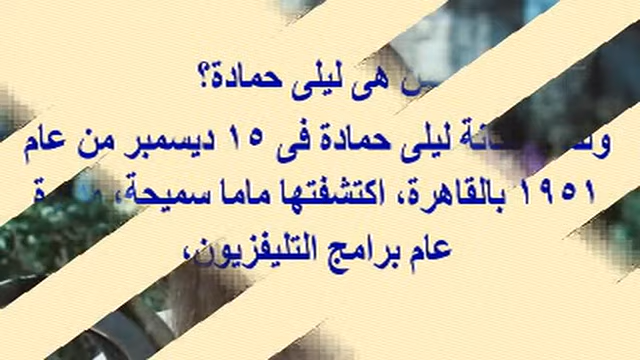 هى ليلى حمادة؟
ليلى حمادة فى ١٥ ديسمبر من عام
١٩٥١ بالقاهرة، اكتشفتها ماما سميحة،
عام برامج التليفزيون،